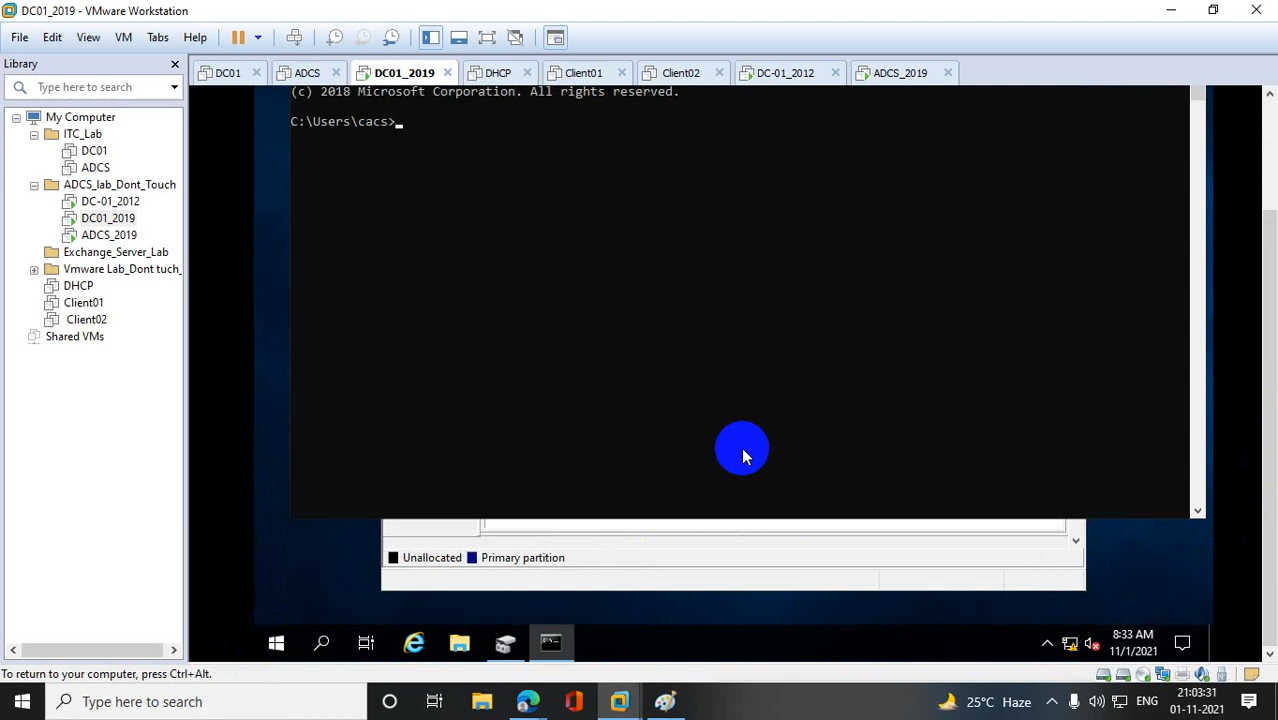 DC01_2019 - VMware Workstation
File Edit View VM Tabs Help
Library
Type here to search
My Computer
ITC_Lab
DC01
ADCS
ADCS_lab_Dont_Touch
DC-01_2012
DC01_2019
ADCS_2019
Exchange_Server_Lab
Vmware Lab_Dont tuch_
DHCP
Client01
Client02
Shared VMs
DC01 ADCS DC01_2019 DHCP Client01 Client02 DC-01_2012 ADCS_2019
(c) 2018 Microsoft Corporation. All rights reserved.
C:\Users\cacs>_
Unallocated Primary partition
8:33 AM
11/1/2021
To return to your computer, press Ctrl+Alt.
Type here to search
25°C Haze
ENG
21:03:31
01-11-2021